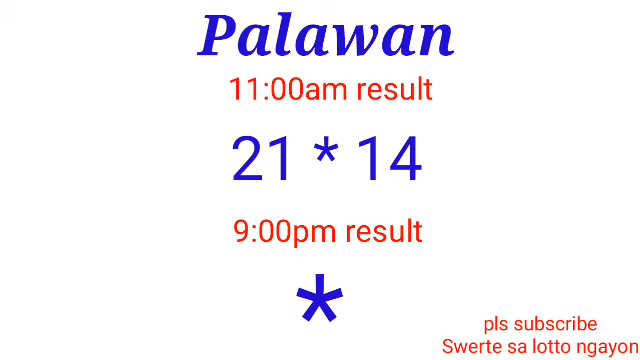 Palawan
11:00am result
21 * 14
9:00pm result
*
pls subscribe
Swerte sa lotto ngayon